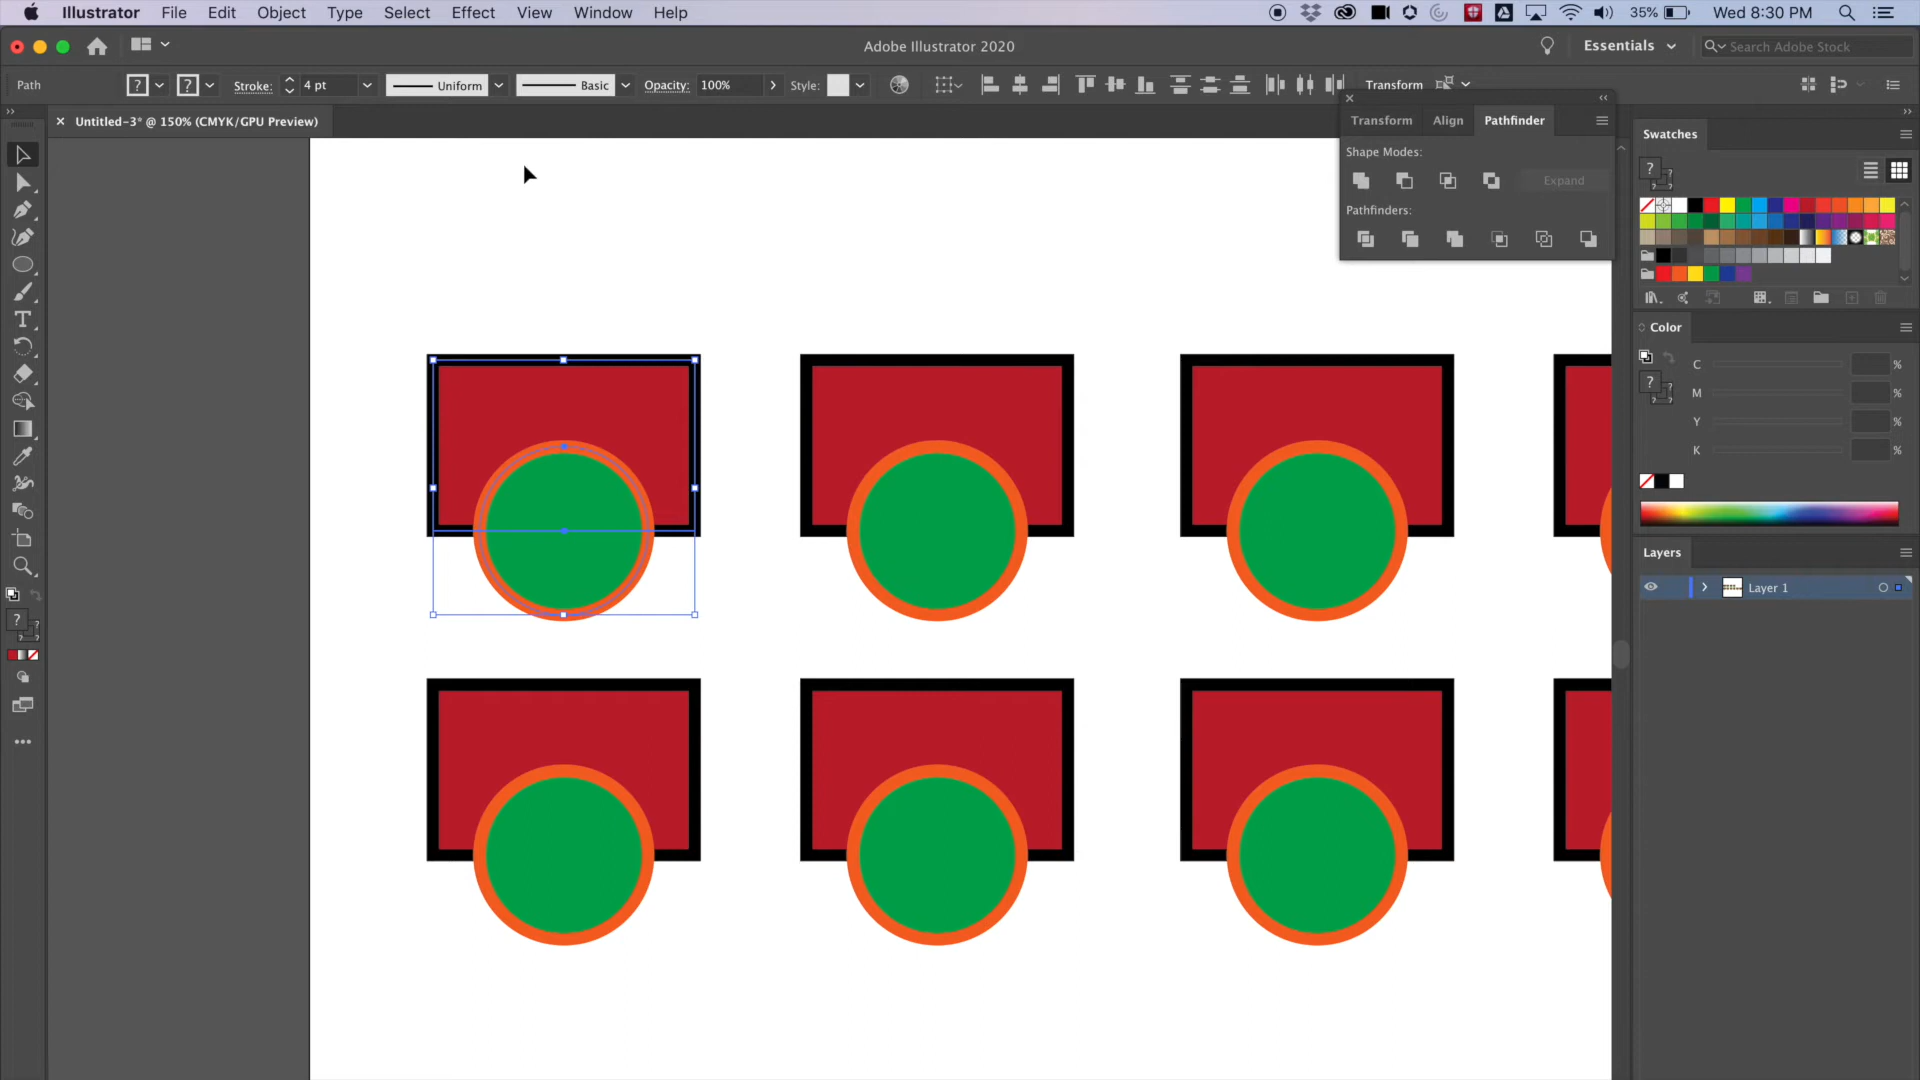 Illustrator File Edit Object Type Select Effect View Window Help 35% Wed 8:30 PM
Adobe Illustrator 2020 Essentials Search Adobe Stock
Path ? ? Stroke: 4 pt Uniform Basic Opacity: 100% Style: Transform
Untitled-3* @ 150% (CMYK/GPU Preview)
Transform Align Pathfinder
Shape Modes:
Expand
Pathfinders:
Swatches
?
Color
C %
M %
Y %
K %
Layers
Layer 1
T
?